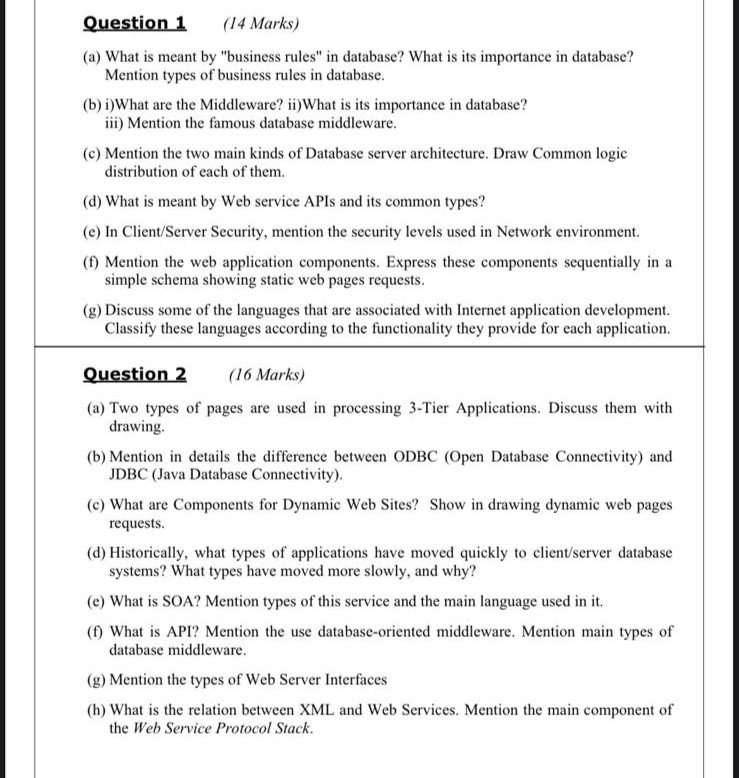 Question 1 (14 Marks)
(a) What is meant by "business rules" in database? What is its importance in database?
Mention types of business rules in database.
(b) i)What are the Middleware? ii)What is its importance in database?
iii) Mention the famous database middleware.
(c) Mention the two main kinds of Database server architecture. Draw Common logic
distribution of each of them.
(d) What is meant by Web service APIs and its common types?
(e) In Client/Server Security, mention the security levels used in Network environment.
(f) Mention the web application components. Express these components sequentially in a
simple schema showing static web pages requests.
(g) Discuss some of the languages that are associated with Internet application development.
Classify these languages according to the functionality they provide for each application.
Question 2 (16 Marks)
(a) Two types of pages are used in processing 3-Tier Applications. Discuss them with
drawing.
(b) Mention in details the difference between ODBC (Open Database Connectivity) and
JDBC (Java Database Connectivity).
(c) What are Components for Dynamic Web Sites? Show in drawing dynamic web pages
requests.
(d) Historically, what types of applications have moved quickly to client/server database
systems? What types have moved more slowly, and why?
(e) What is SOA? Mention types of this service and the main language used in it.
(f) What is API? Mention the use database-oriented middleware. Mention main types of
database middleware.
(g) Mention the types of Web Server Interfaces
(h) What is the relation between XML and Web Services. Mention the main component of
the Web Service Protocol Stack.